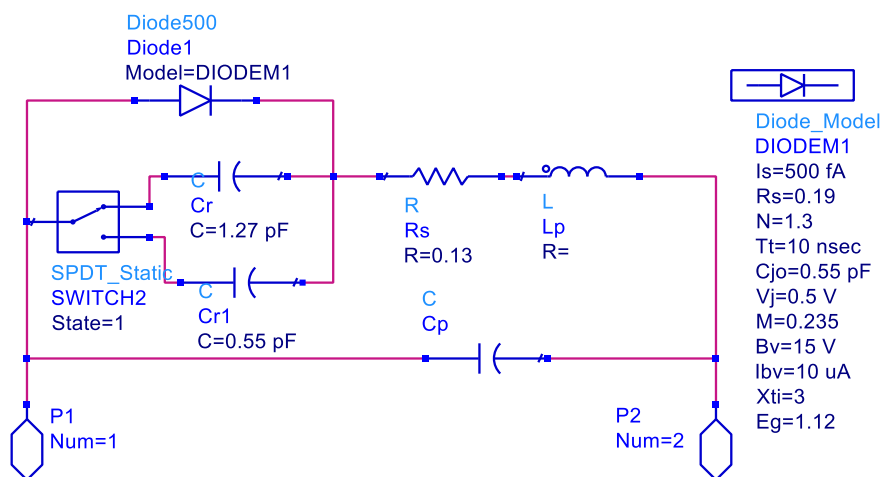 Diode500
Diode1
Model=DIODEM1
C
Cr
C=1.27 pF
SPDT_Static
SWITCH2
State=1
C
Cr1
C=0.55 pF
R
Rs
R=0.13
L
Lp
R=
C
Cp
P1
Num=1
P2
Num=2
Diode_Model
DIODEM1
Is=500 fA
Rs=0.19
N=1.3
Tt=10 nsec
Cjo=0.55 pF
Vj=0.5 V
M=0.235
Bv=15 V
Ibv=10 uA
Xti=3
Eg=1.12